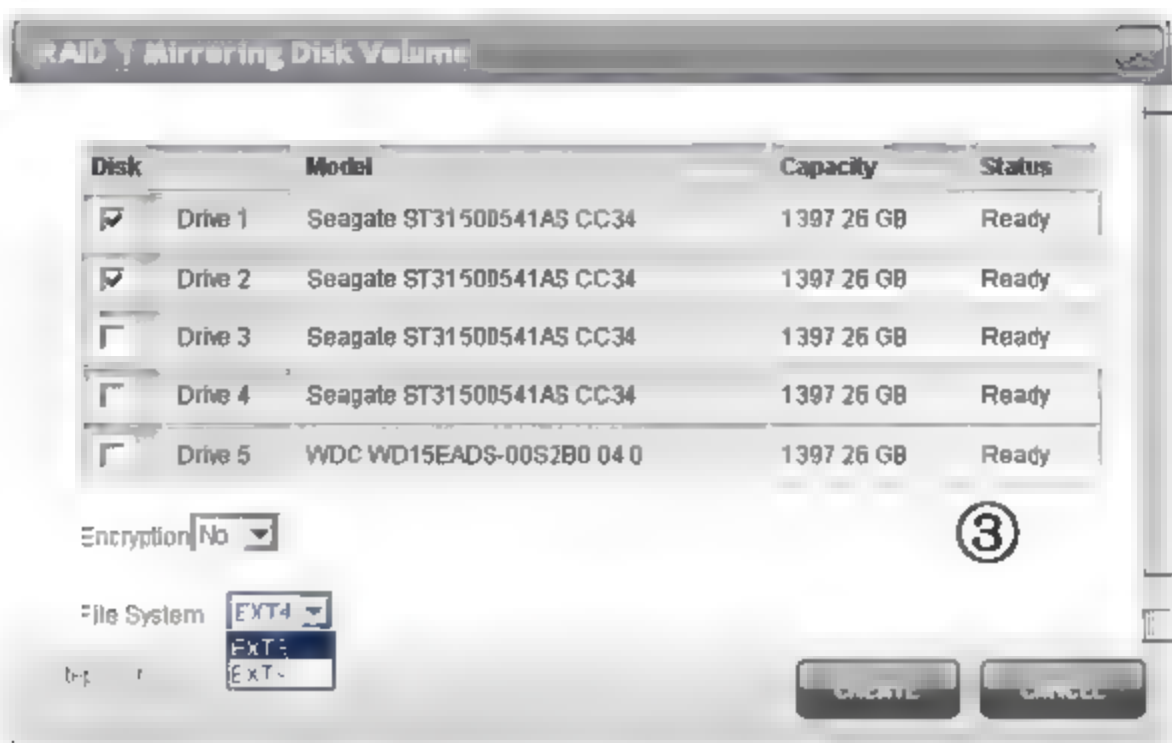 RAID 1 Mirroring Disk Volume
Disk Model Capacity Status
Drive 1 Seagate ST31500541AS CC34 1397 26 GB Ready
Drive 2 Seagate ST31500541AS CC34 1397 26 GB Ready
Drive 3 Seagate ST31500541AS CC34 1397 26 GB Ready
Drive 4 Seagate ST31500541AS CC34 1397 26 GB Ready
Drive 5 WDC WD15EADS-00S2B0 04 0 1397 26 GB Ready
Encryption No
③
File System EXT4
CREATE CANCEL